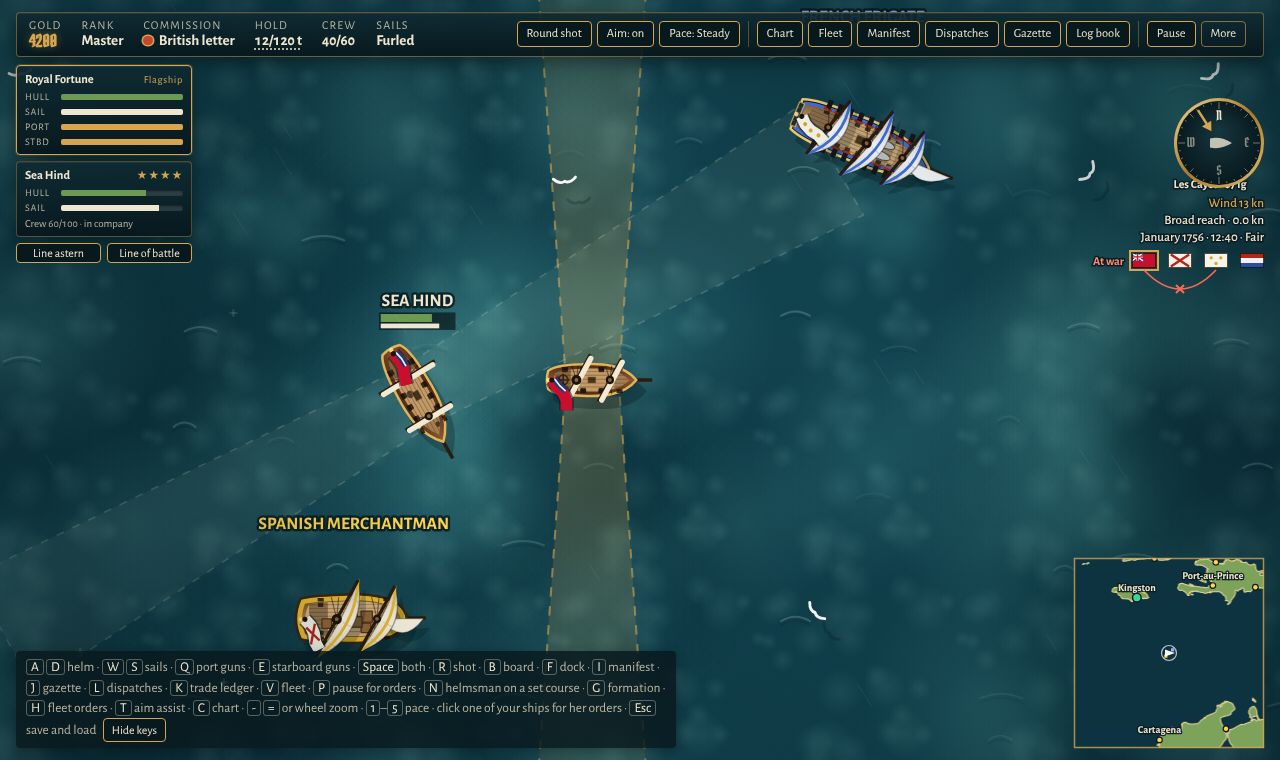 FRENCH FRIGATE
GOLD RANK COMMISSION HOLD CREW SAILS
4200 Master British letter 12/120 t 40/60 Furled
Round shot Aim: on Pace: Steady Chart Fleet Manifest Dispatches Gazette Log book Pause More
Royal Fortune Flagship
HULL
SAIL
PORT
STBD
Sea Hind ★★★★
HULL
SAIL
Crew 60/100 · in company
Line astern Line of battle
N
W E
S
Wind 13 kn
Broad reach · 0.0 kn
January 1756 · 12:40 · Fair
At war
SEA HIND
SPANISH MERCHANTMAN
A D helm · W S sails · Q port guns · E starboard guns · Space both · R shot · B board · F dock · I manifest ·
J gazette · L dispatches · K trade ledger · V fleet · P pause for orders · N helmsman on a set course · G formation ·
H fleet orders · T aim assist · C chart · - = or wheel zoom · 1–5 pace · click one of your ships for her orders · Esc
save and load Hide keys
Port-au-Prince
Kingston
Cartagena